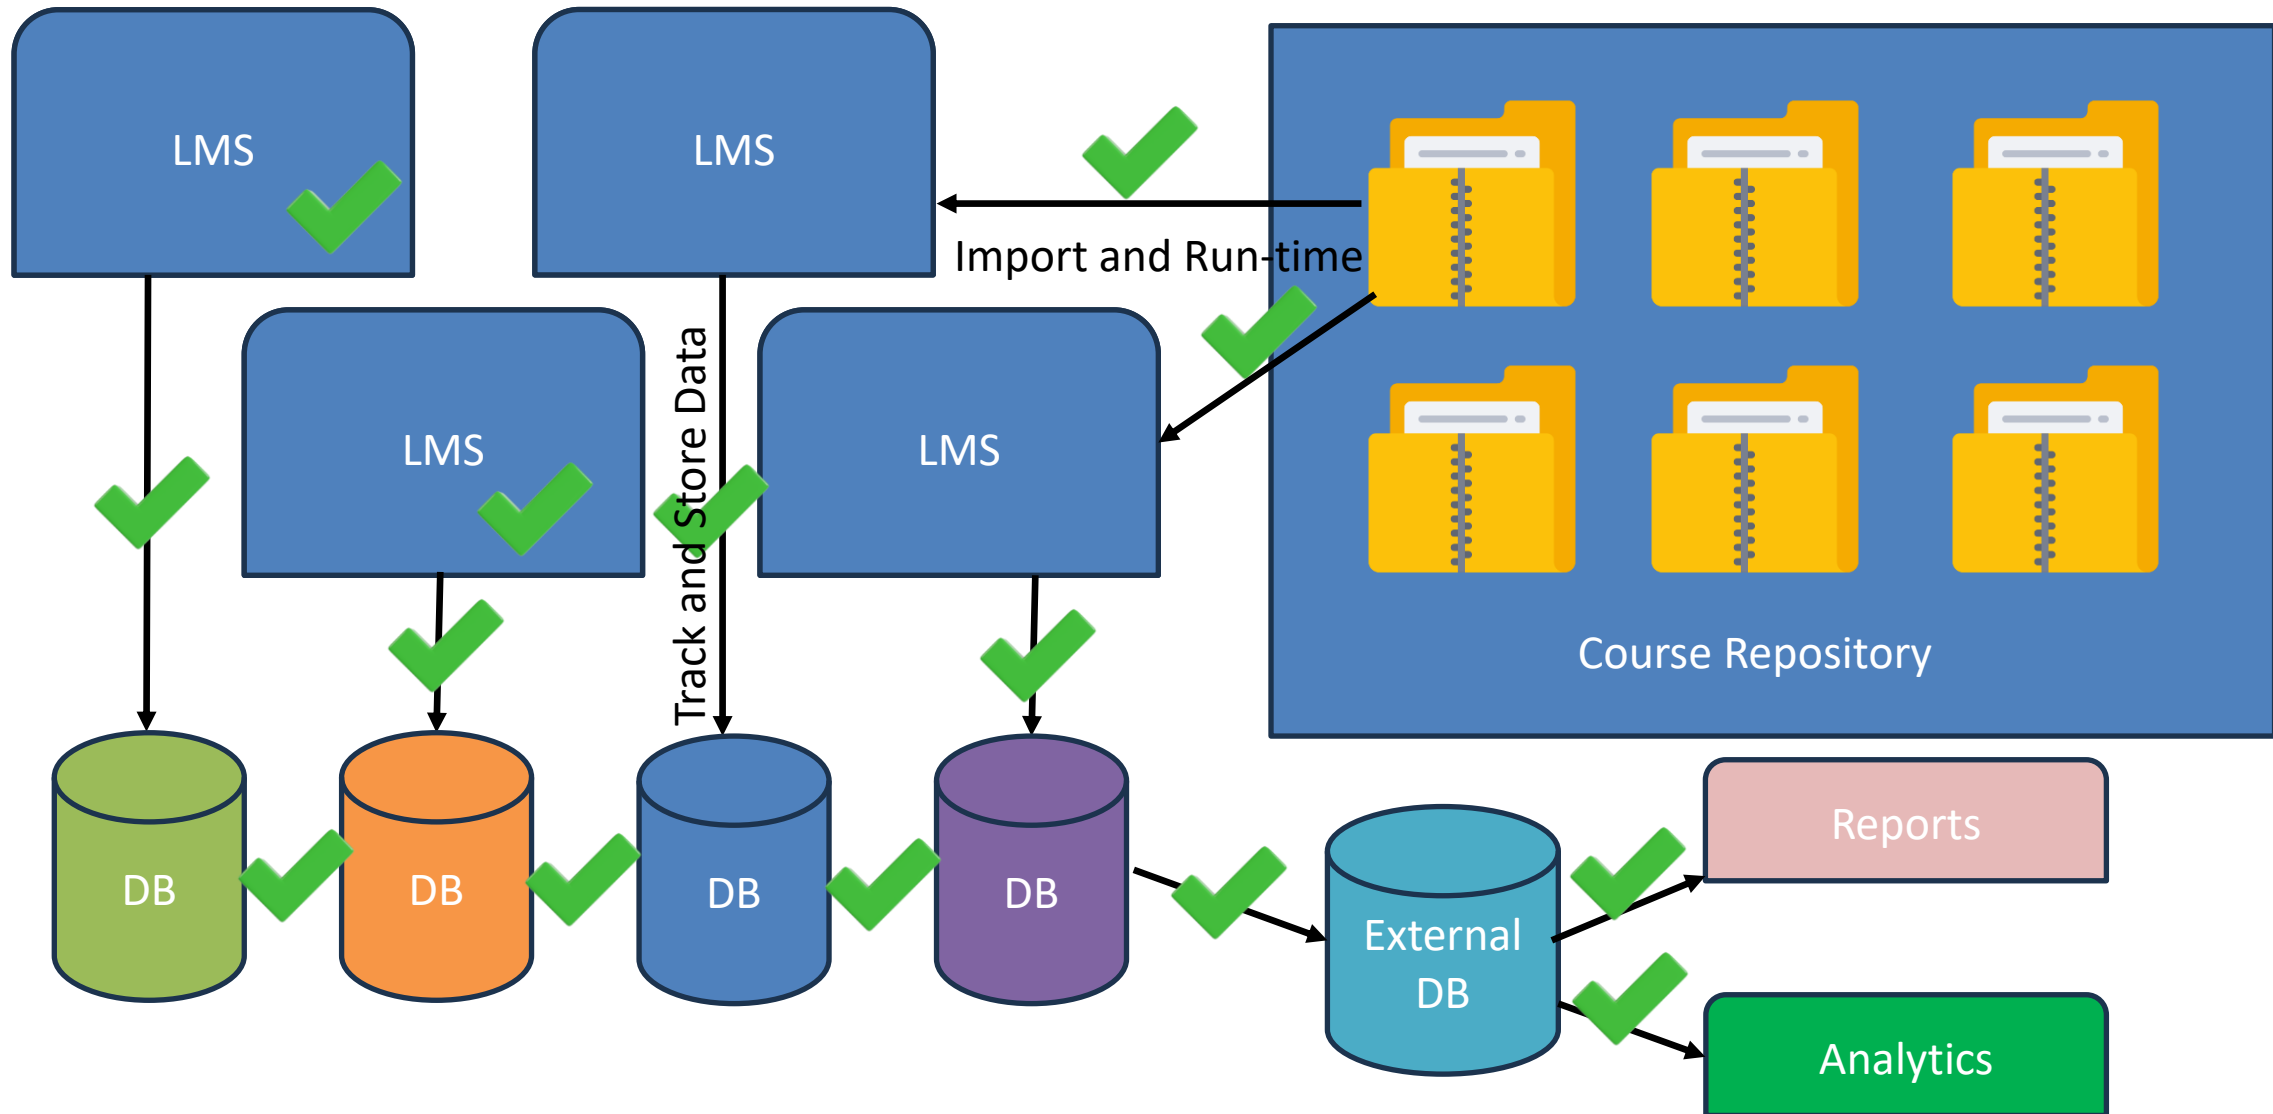 LMS
LMS
Import and Run-time
LMS
LMS
Track and Store Data
Course Repository
DB
DB
DB
DB
External
DB
Reports
Analytics